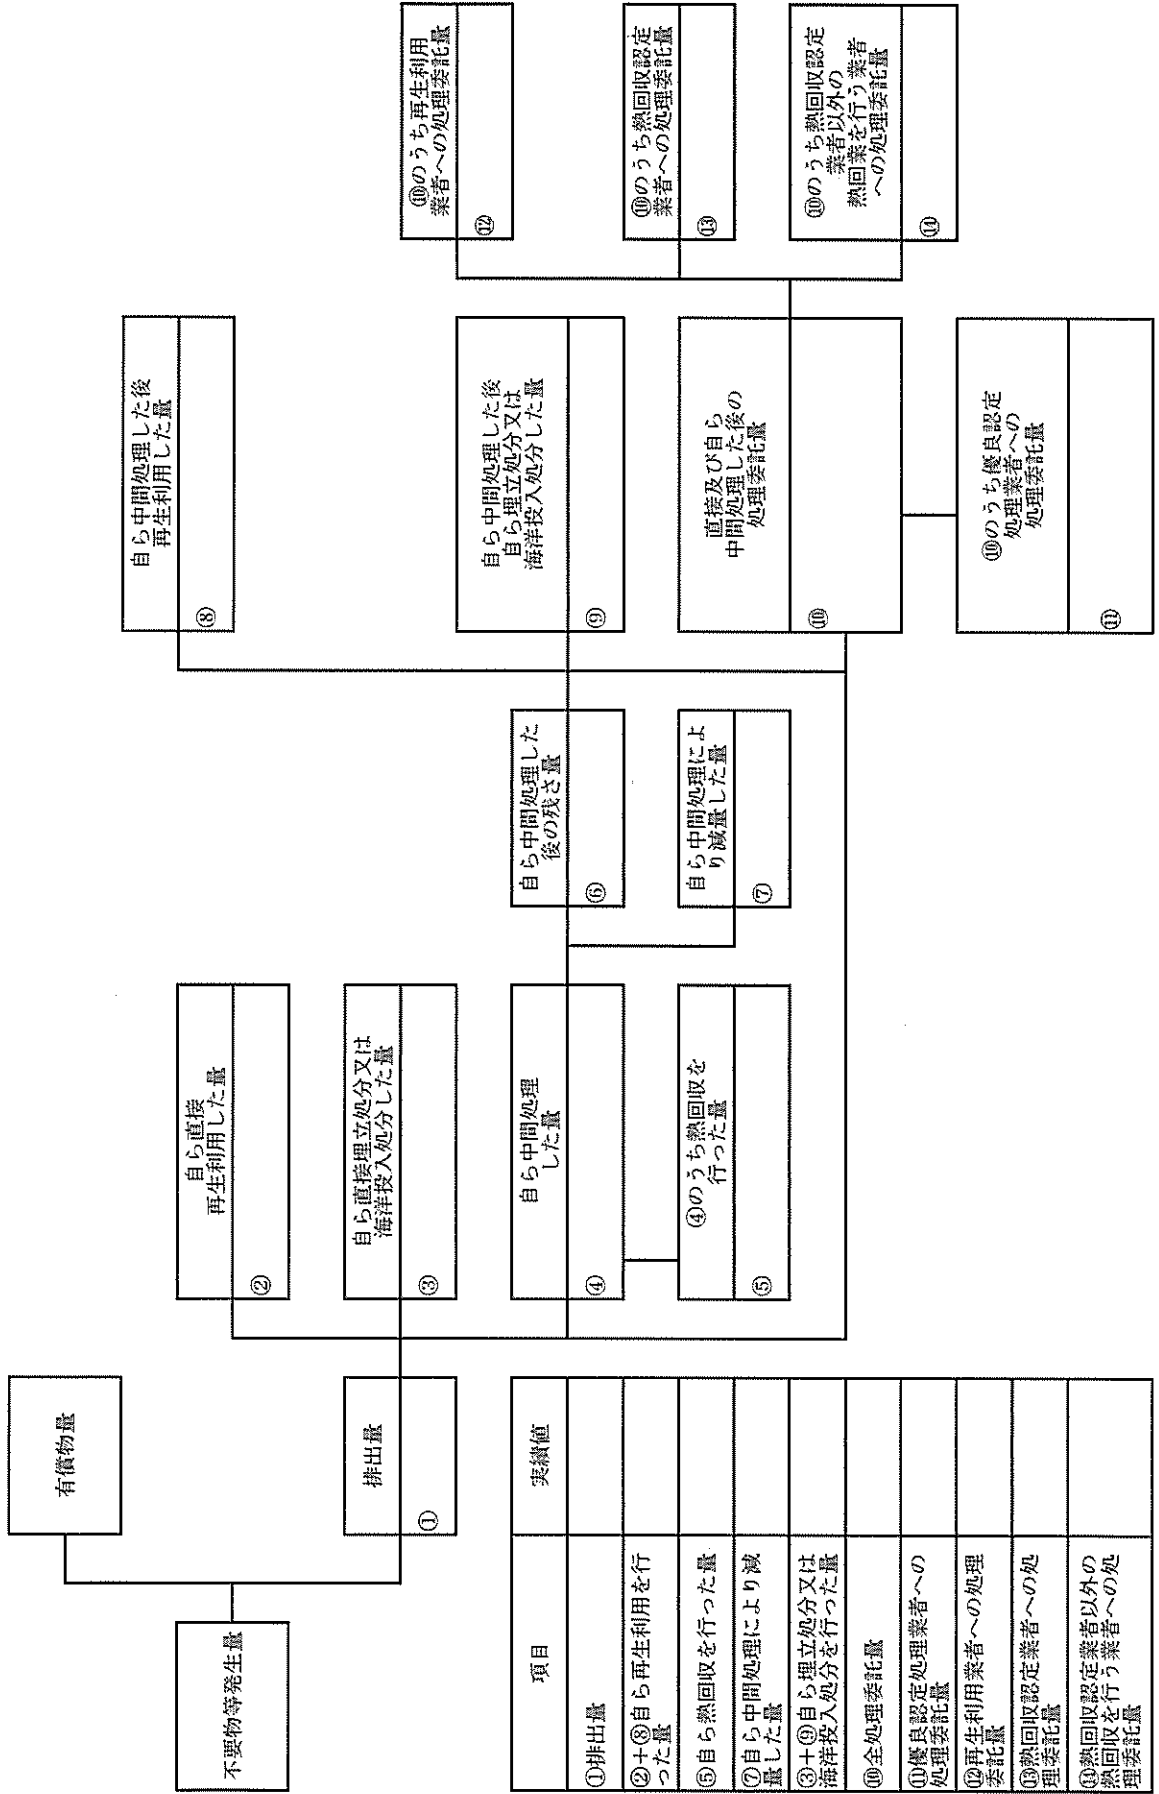 不要物等発生量
有償物量
排出量
①
自ら直接
再生利用した量
②
自ら直接埋立処分又は
海洋投入処分した量
③
自ら中間処理
した量
④
④のうち熱回収を
行った量
⑤
自ら中間処理した
後の残さ量
⑥
自ら中間処理によ
り減量した量
⑦
自ら中間処理した後
再生利用した量
⑧
自ら中間処理した後
自ら埋立処分又は
海洋投入処分した量
⑨
直接及び自ら
中間処理した後の
処理委託量
⑩
⑩のうち優良認定
処理業者への
処理委託量
⑪
⑩のうち再生利用
業者への処理委託量
⑫
⑩のうち熱回収認定
業者への処理委託量
⑬
⑩のうち熱回収認定
業者以外の
熱回業を行う業者
への処理委託量
⑭
項目
実績値
①排出量
②+⑧自ら再生利用を行
った量
⑤自ら熱回収を行った量
⑦自ら中間処理により減
量した量
③+⑨自ら埋立処分又は
海洋投入処分を行った量
⑩全処理委託量
⑪優良認定処理業者への
処理委託量
⑫再生利用業者への処理
委託量
⑬熱回収認定業者への処
理委託量
⑭熱回収認定業者以外の
熱回収を行う業者への処
理委託量